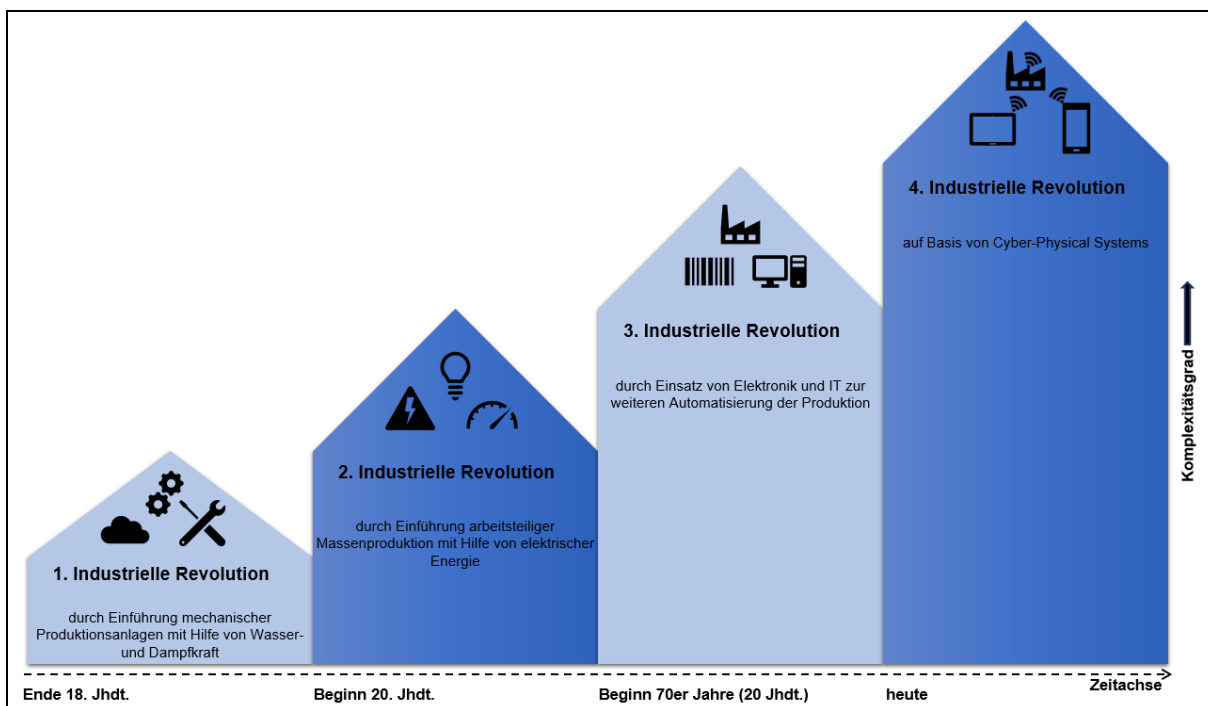 4. Industrielle Revolution
auf Basis von Cyber-Physical Systems
3. Industrielle Revolution
durch Einsatz von Elektronik und IT zur
weiteren Automatisierung der Produktion
2. Industrielle Revolution
durch Einführung arbeitsteiliger
Massenproduktion mit Hilfe von elektrischer
Energie
1. Industrielle Revolution
durch Einführung mechanischer
Produktionsanlagen mit Hilfe von Wasser-
und Dampfkraft
Komplexitätsgrad
Zeitachse
Ende 18. Jhdt.
Beginn 20. Jhdt.
Beginn 70er Jahre (20 Jhdt.)
heute